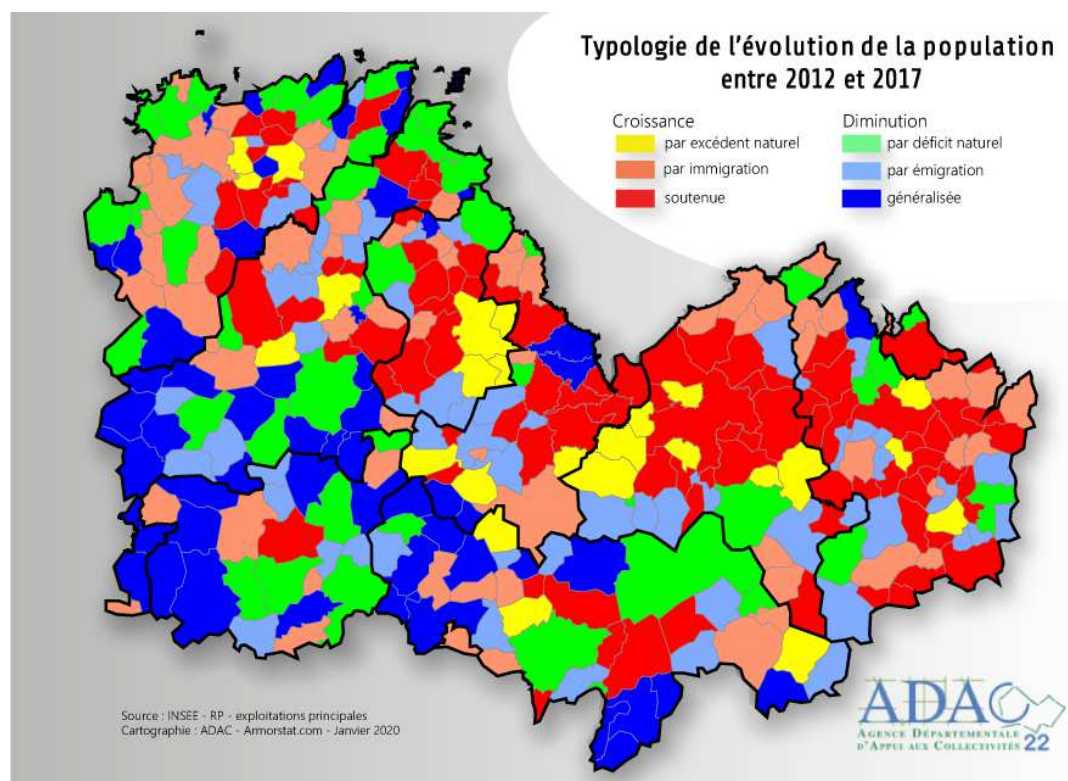 Typologie de l'évolution de la population
entre 2012 et 2017
Croissance
par excédent naturel
par immigration
soutenue
Diminution
par déficit naturel
par émigration
généralisée
Source : INSEE - RP - exploitations principales
Cartographie : ADAC - Armorstat.com - Janvier 2020
ADAC
AGENCE DÉPARTEMENTALE
D'APPUI AUX COLLECTIVITÉS 22